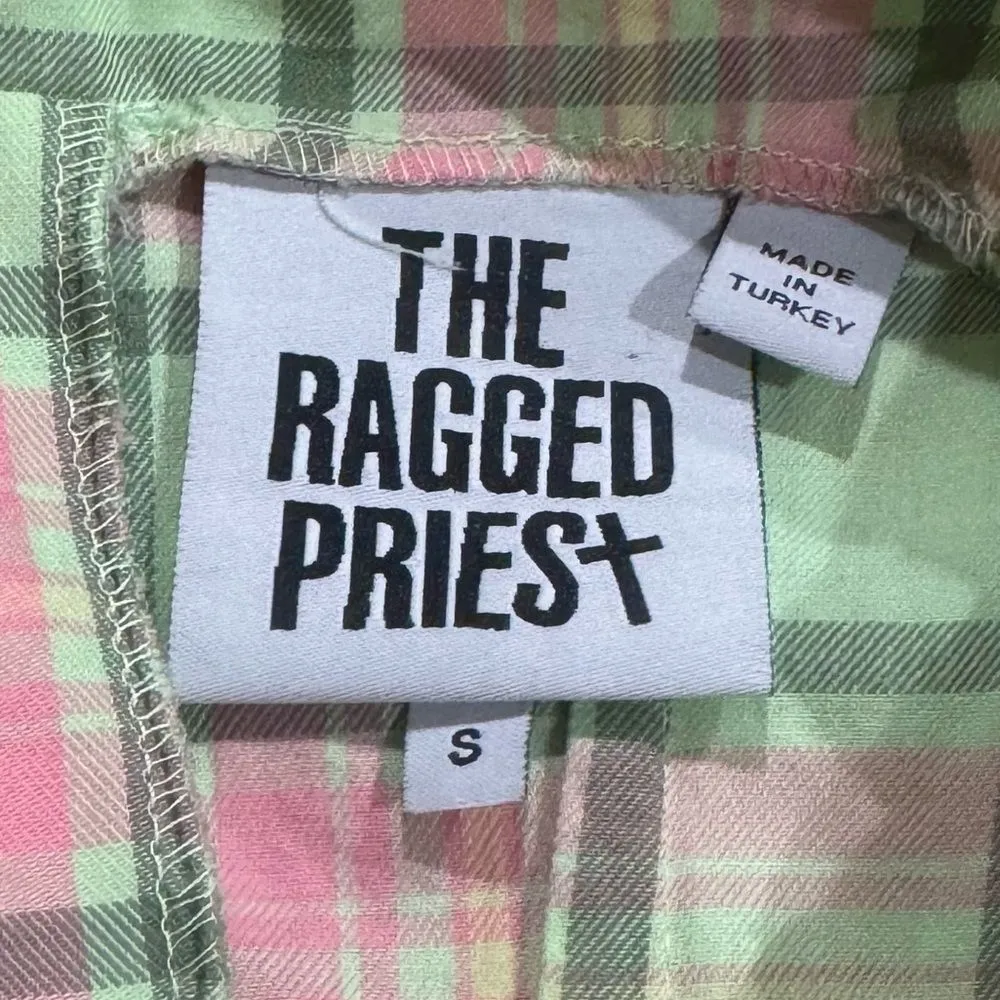 THE
RAGGED
PRIEST
MADE
IN
TURKEY
S